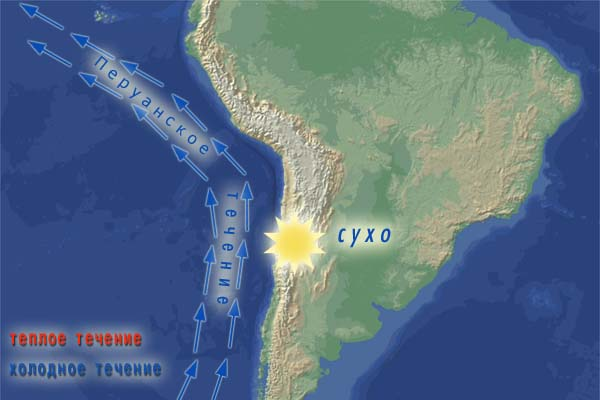 Перуанское
течение
сухо
теплое течение
холодное течение